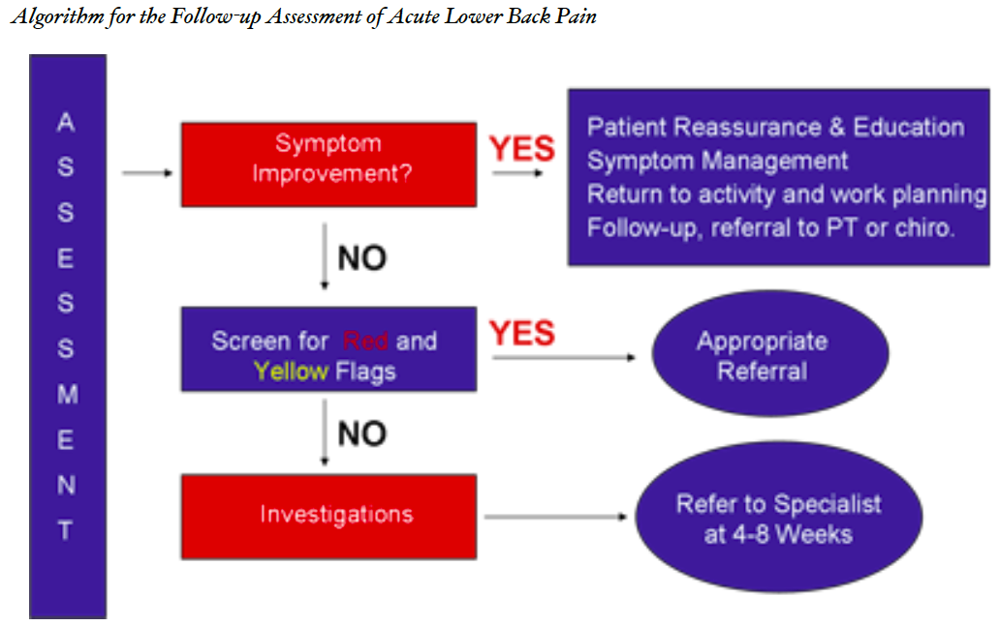 Algorithm for the Follow-up Assessment of Acute Lower Back Pain
ASSESSMENT
Symptom
Improvement?
YES
Patient Reassurance & Education
Symptom Management
Return to activity and work planning
Follow-up, referral to PT or chiro.
NO
Screen for Red and
Yellow Flags
YES
Appropriate
Referral
NO
Investigations
Refer to Specialist
at 4-8 Weeks